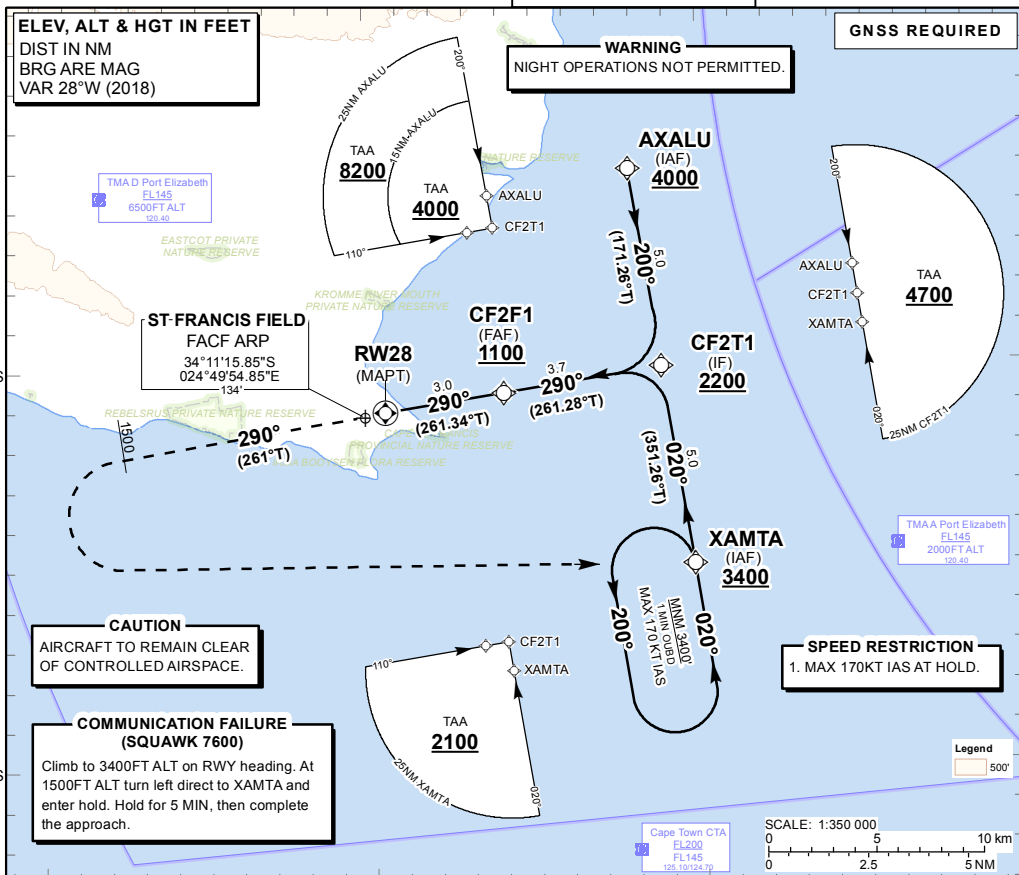 ELEV, ALT & HGT IN FEET
DIST IN NM
BRG ARE MAG
VAR 28°W (2018)
WARNING
NIGHT OPERATIONS NOT PERMITTED.
GNSS REQUIRED
25NM AXALU
200°
15NM AXALU
TAA
8200
TAA
4000
110°
AXALU
CF2T1
NATURE RESERVE
AXALU
(IAF)
4000
200°
5.0
(171.26°T)
TMA D Port Elizabeth
FL145
6500FT ALT
120.40
EASTCOT PRIVATE
NATURE RESERVE
KROMME RIVER MOUTH
PRIVATE NATURE RESERVE
200°
AXALU
CF2T1
XAMTA
TAA
4700
020°
25NM CF2T1
ST-FRANCIS FIELD
FACF ARP
34°11'15.85"S
024°49'54.85"E
134'
RW28
(MAPT)
CF2F1
(FAF)
1100
CF2T1
(IF)
2200
3.0
290°
(261.34°T)
3.7
290°
(261.28°T)
REBELSRUS PRIVATE NATURE RESERVE
PROVINCIAL NATURE RESERVE
FLORA RESERVE
1500
290°
(261°T)
020°
5.0
(351.26°T)
XAMTA
(IAF)
3400
200°
MNM 3400'
1 MIN OUBD
MAX 170 KT IAS
020°
TMA A Port Elizabeth
FL145
2000FT ALT
120.40
CAUTION
AIRCRAFT TO REMAIN CLEAR
OF CONTROLLED AIRSPACE.
SPEED RESTRICTION
1. MAX 170KT IAS AT HOLD.
110°
CF2T1
XAMTA
TAA
2100
25NM XAMTA
020°
COMMUNICATION FAILURE
(SQUAWK 7600)
Climb to 3400FT ALT on RWY heading. At
1500FT ALT turn left direct to XAMTA and
enter hold. Hold for 5 MIN, then complete
the approach.
Legend
500'
Cape Town CTA
FL200
FL145
125.10/124.70
SCALE: 1:350 000
0 5 10 km
0 2.5 5 NM